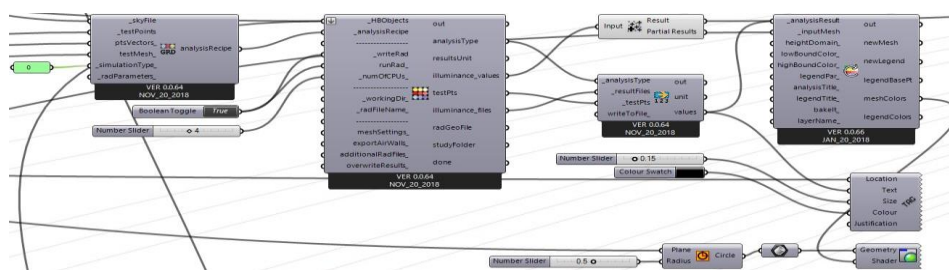 _skyFile
_testPoints
ptsVectors_
testMesh_
_simulationType_
_radParameters_
GRD
analysisRecipe
VER 0.0.64
NOV_20_2018
0
Boolean Toggle True
Number Slider 4
_HBObjects
_analysisRecipe
_writeRad
runRad_
_numOfCPUs_
_workingDir_
_radFileName_
meshSettings_
exportAirWalls_
additionalRadFiles_
overwriteResults_
out
analysisType
resultsUnit
illuminance_values
testPts
illuminance_files
radGeoFile
studyFolder
done
VER 0.0.64
NOV_20_2018
Input
Result
Partial Results
_analysisType
_resultFiles
_testPts
writeToFile_
123
out
unit
values
VER 0.0.64
NOV_20_2018
_analysisResult
_inputMesh
heightDomain_
lowBoundColor_
highBoundColor_
legendPar_
analysisTitle_
legendTitle_
bakeIt_
layerName_
out
newMesh
newLegend
legendBasePt
meshColors
legendColors
VER 0.0.66
JAN_20_2018
Number Slider 0.15
Colour Swatch
Location
Text
Size
Colour
Justification
TAG
Number Slider 0.5
Plane
Radius
Circle
Geometry
Shader